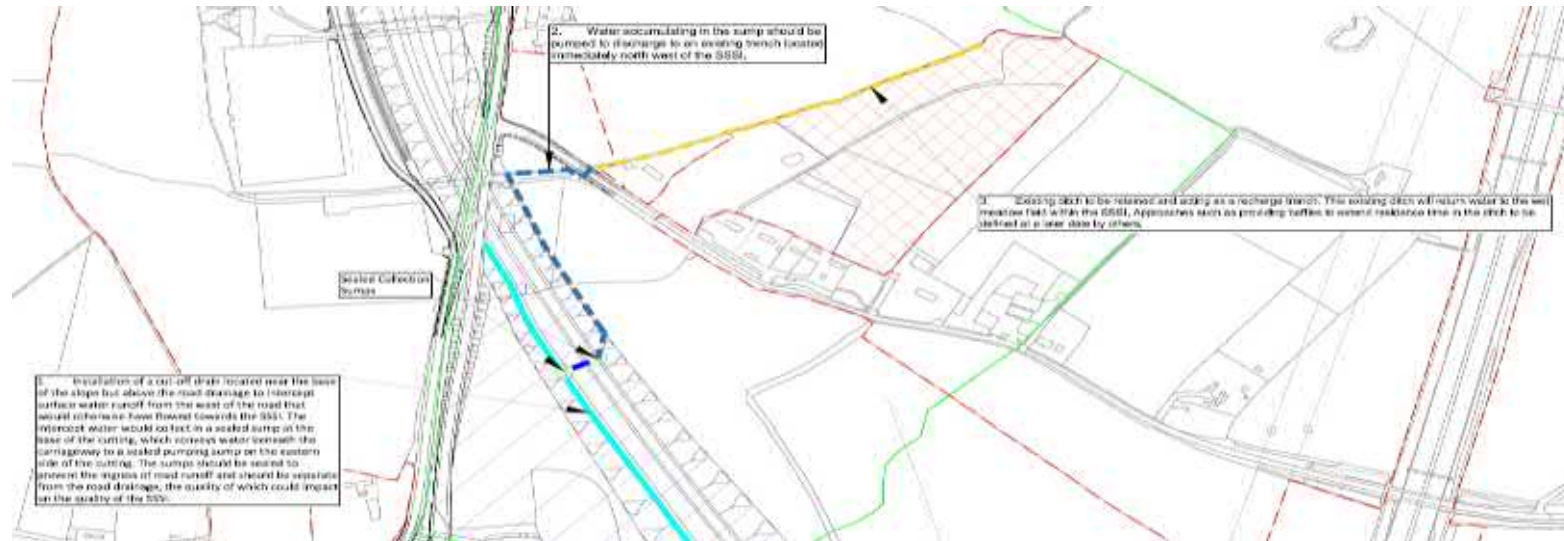 2. Water accumulating in the sump should be
pumped to discharge to an existing trench located
immediately north west of the SSSI.
3 Existing ditch to be retained and acting as a recharge trench. This existing ditch will return water to the wet
meadow field within the SSSI. Approaches such as providing baffles to extend residence time in the ditch to be
defined at a later date by others.
Sealed Collection
Sumps
1 Installation of a cut-off drain located near the base
of the slope but above the road drainage to intercept
surface water runoff from the west of the road that
would otherwise have flowed towards the SSSI. The
intercept water would collect in a sealed sump at the
base of the cutting, which conveys water beneath the
carriageway to a sealed pumping sump on the eastern
side of the cutting. The sumps should be sealed to
prevent the ingress of road runoff and should be separate
from the road drainage, the quality of which could impact
on the quality of the SSSI.